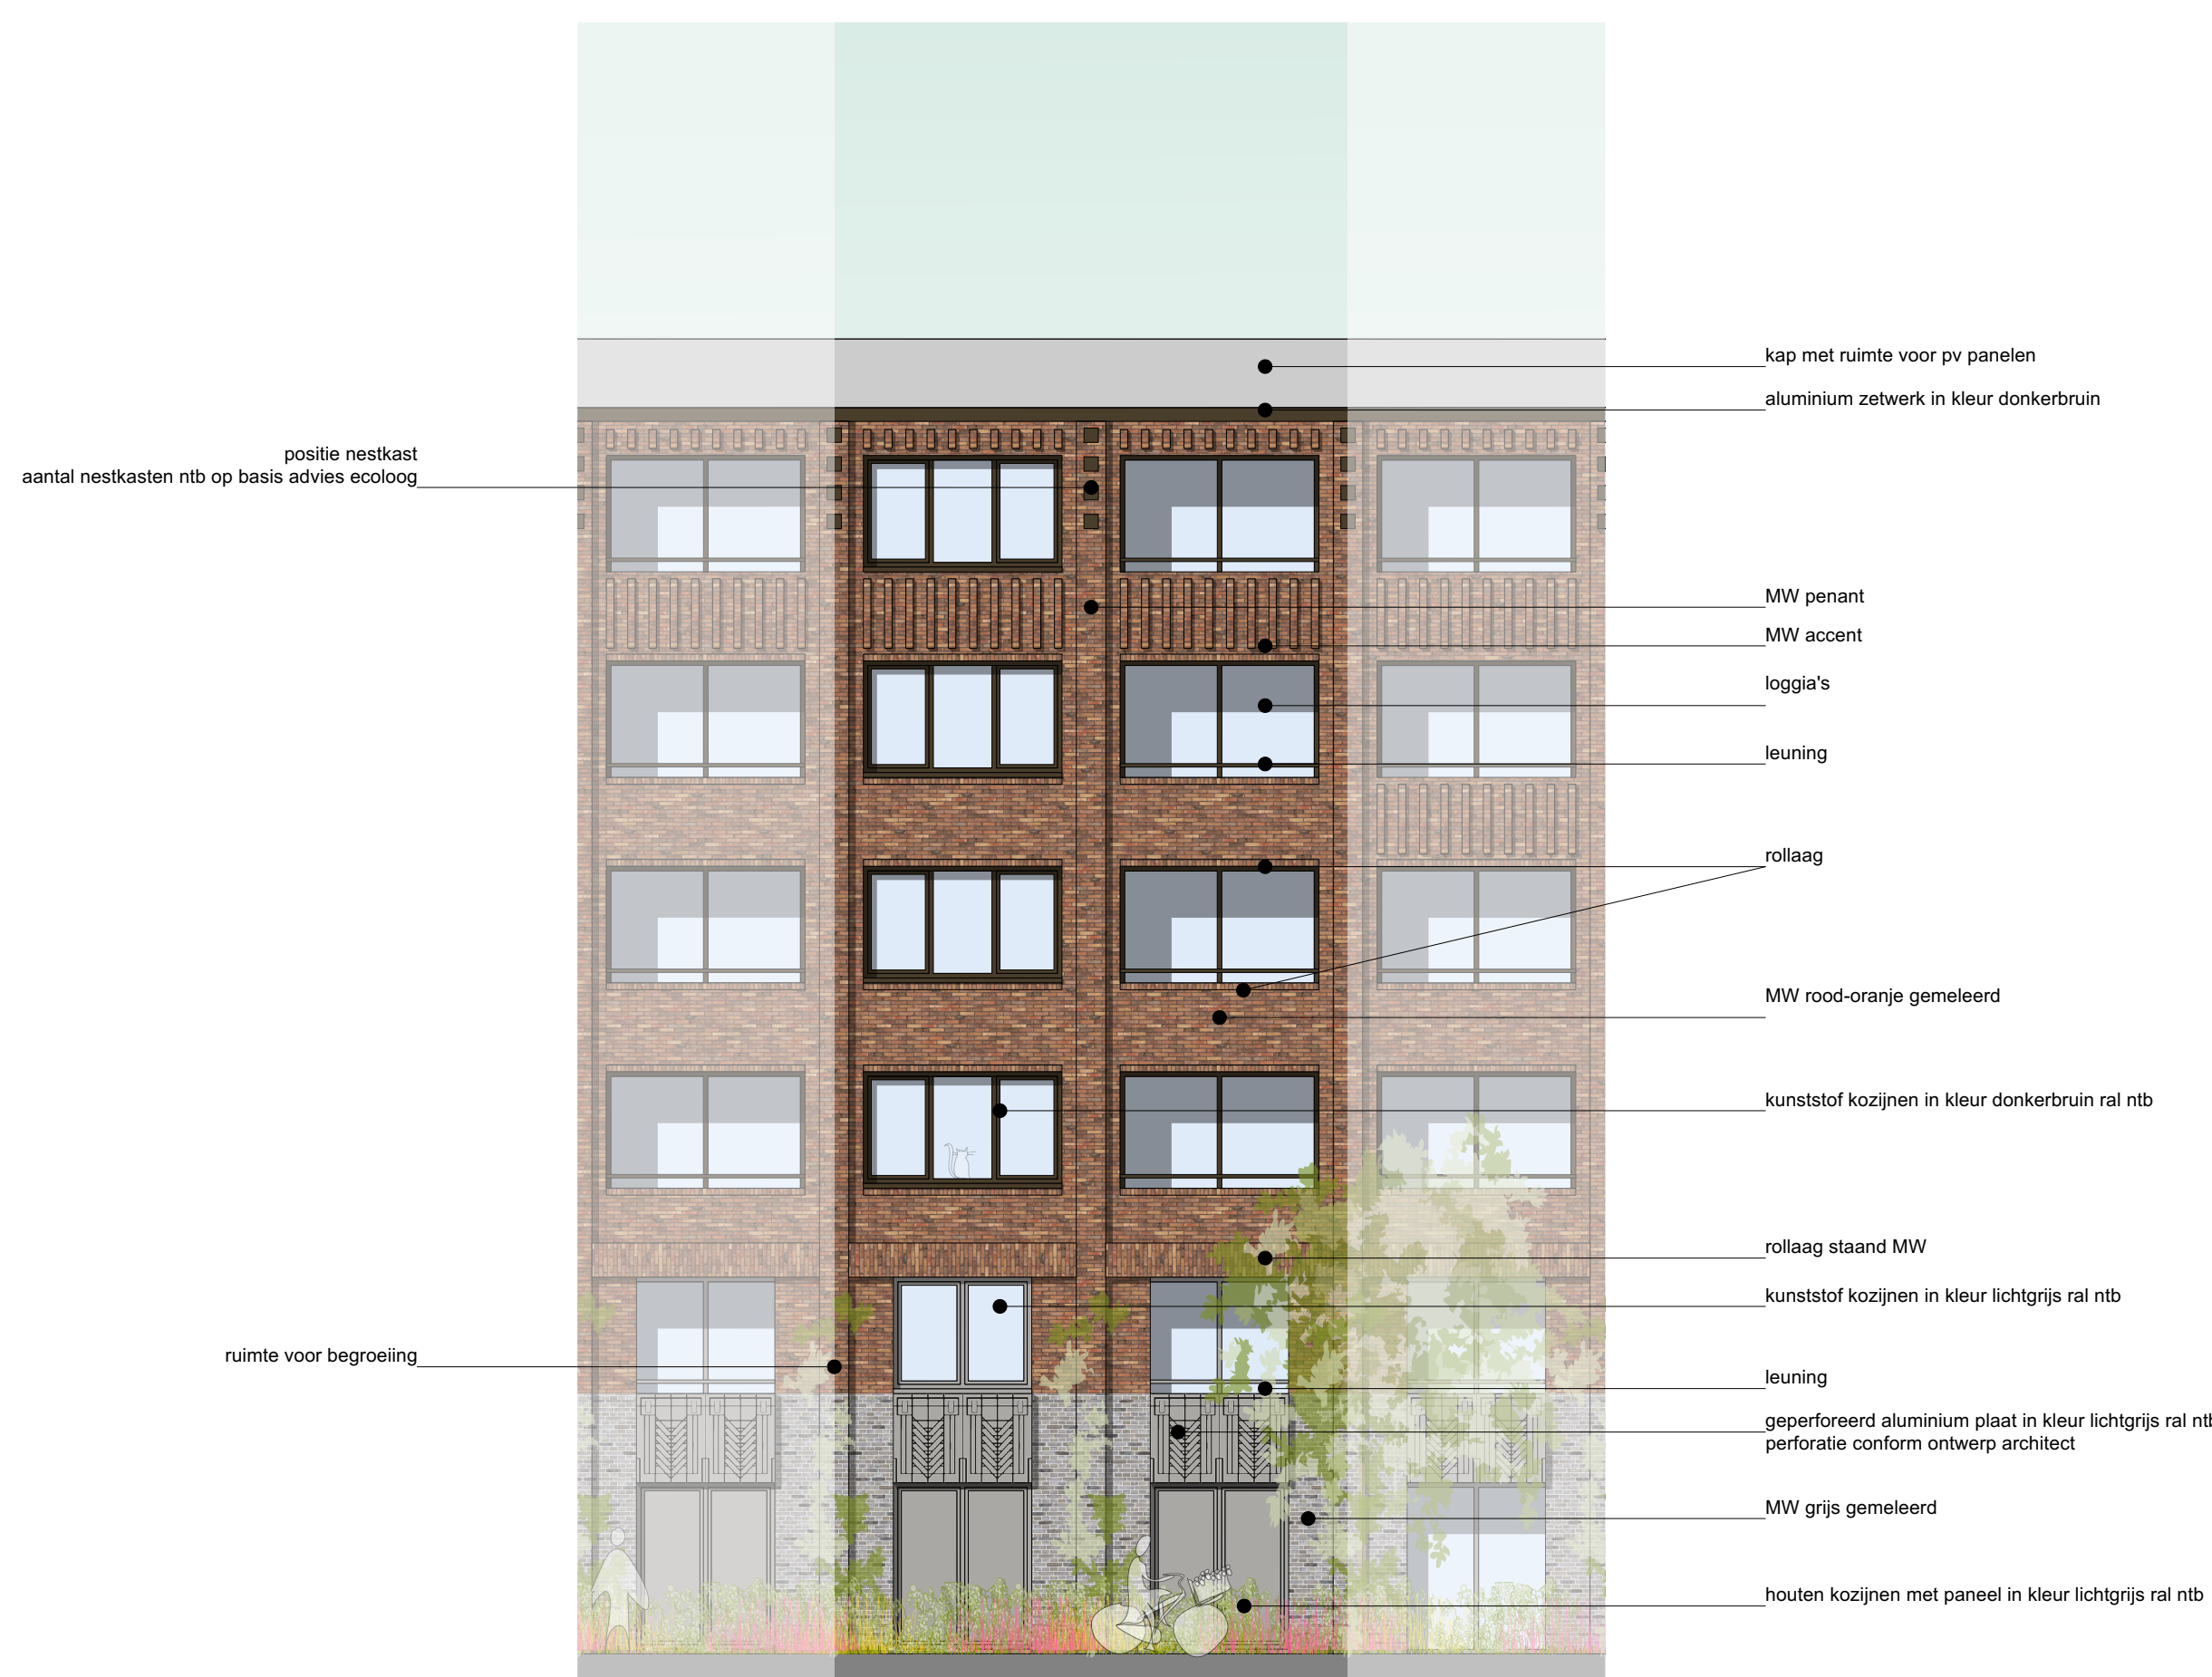 kap met ruimte voor pv panelen
aluminium zetwerk in kleur donkerbruin
positie nestkast
aantal nestkasten ntb op basis advies ecoloog
MW penant
MW accent
loggia's
leuning
rollaag
MW rood-oranje gemeleerd
kunststof kozijnen in kleur donkerbruin ral ntb
rollaag staand MW
kunststof kozijnen in kleur lichtgrijs ral ntb
ruimte voor begroeiing
leuning
geperforeerd aluminium plaat in kleur lichtgrijs ral ntb
perforatie conform ontwerp architect
MW grijs gemeleerd
houten kozijnen met paneel in kleur lichtgrijs ral ntb